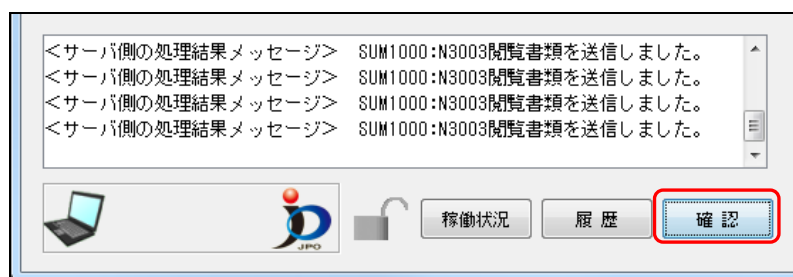 ＜サーバ側の処理結果メッセージ＞　SUM1000:N3003閲覧書類を送信しました。
＜サーバ側の処理結果メッセージ＞　SUM1000:N3003閲覧書類を送信しました。
＜サーバ側の処理結果メッセージ＞　SUM1000:N3003閲覧書類を送信しました。
＜サーバ側の処理結果メッセージ＞　SUM1000:N3003閲覧書類を送信しました。
JPO
稼働状況
履 歴
確 認